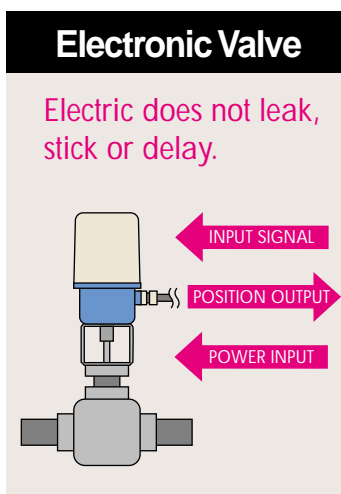 Electronic Valve
Electric does not leak,
stick or delay.
INPUT SIGNAL
POSITION OUTPUT
POWER INPUT